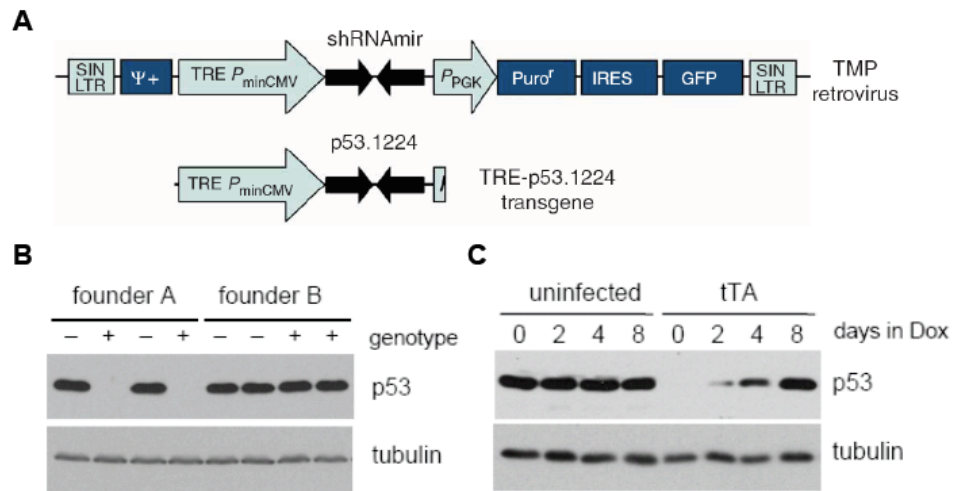 A
shRNAmir
SIN LTR
Ψ+
TRE PminCMV
PPGK
Puroʳ
IRES
GFP
SIN LTR
TMP retrovirus
p53.1224
TRE PminCMV
TRE-p53.1224 transgene
B
founder A founder B
– + – + – – + + genotype
p53
tubulin
C
uninfected tTA
0 2 4 8 0 2 4 8 days in Dox
p53
tubulin